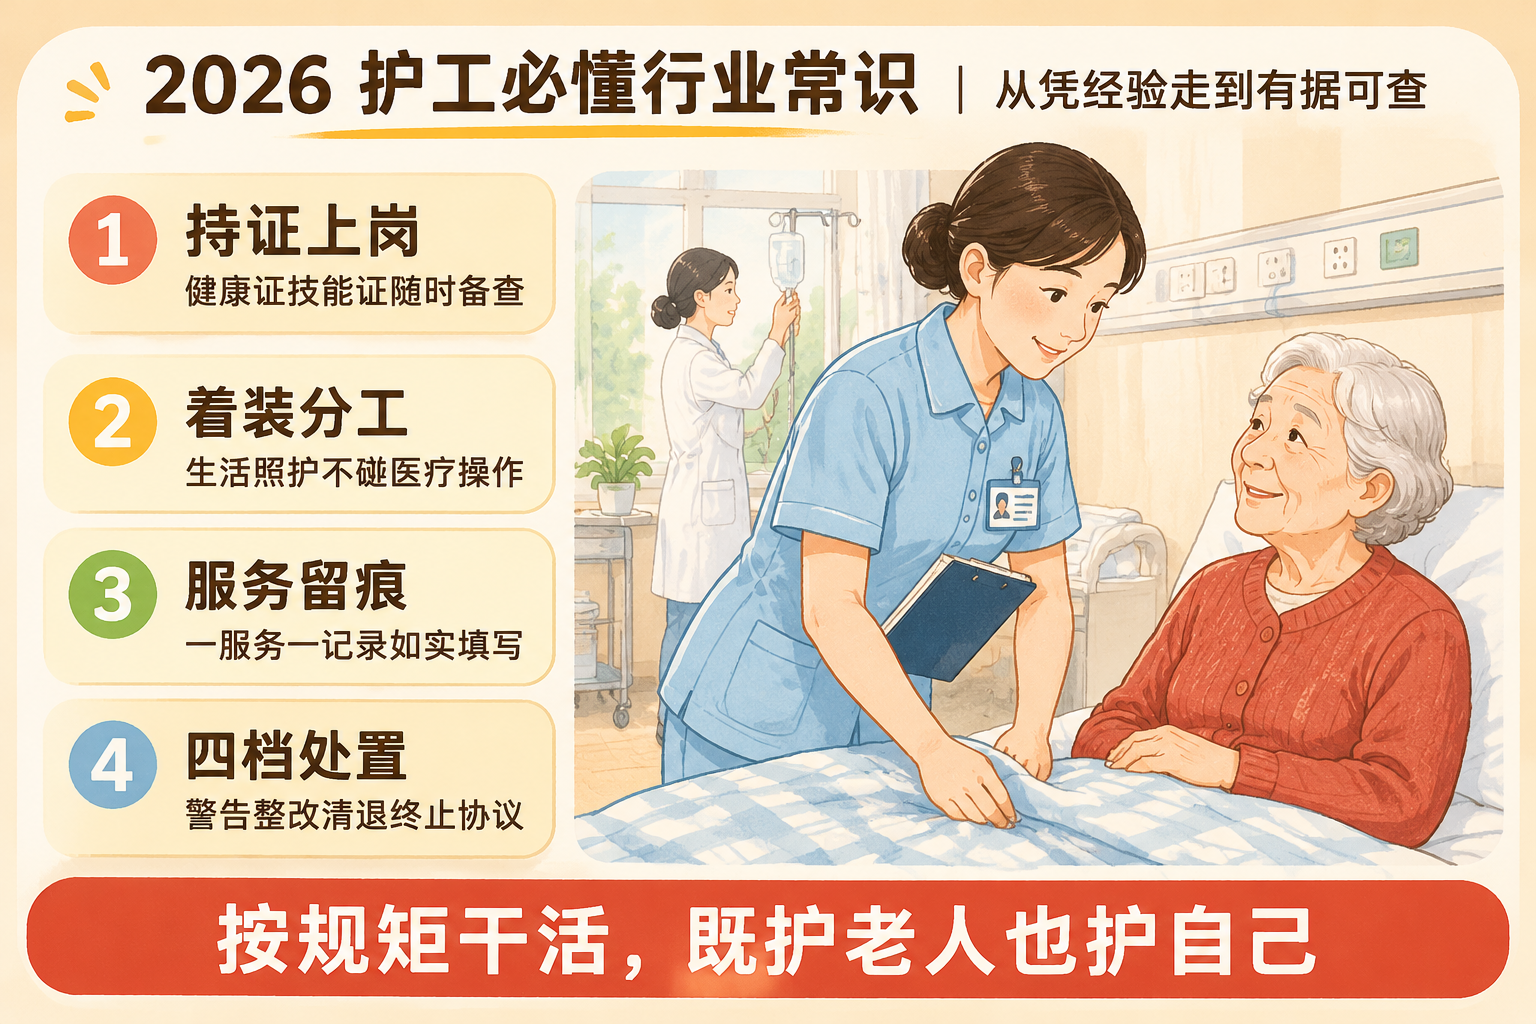 2026 护工必懂行业常识 | 从凭经验走到有据可查
1 持证上岗
健康证技能证随时备查
2 着装分工
生活照护不碰医疗操作
3 服务留痕
一服务一记录如实填写
4 四档处置
警告整改清退终止协议
按规矩干活，既护老人也护自己